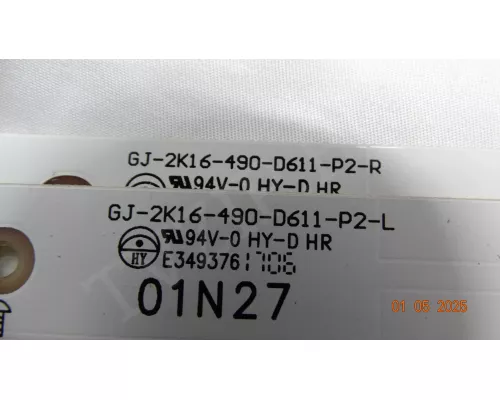 GJ-2K16-490-D611-P2-R
94V-0 HY-D HR
GJ-2K16-490-D611-P2-L
94V-0 HY-D HR
HY
E349376 1706
01N27
01 05 2025